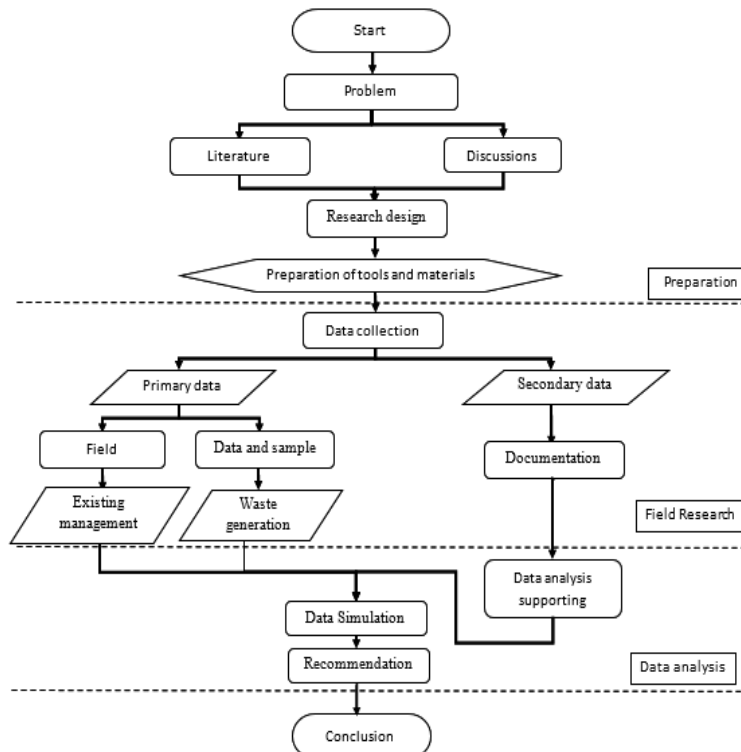 Start
Problem
Literature
Discussions
Research design
Preparation of tools and materials
Preparation
Data collection
Primary data
Secondary data
Field
Data and sample
Documentation
Existing
management
Waste
generation
Field Research
Data analysis
supporting
Data Simulation
Recommendation
Data analysis
Conclusion